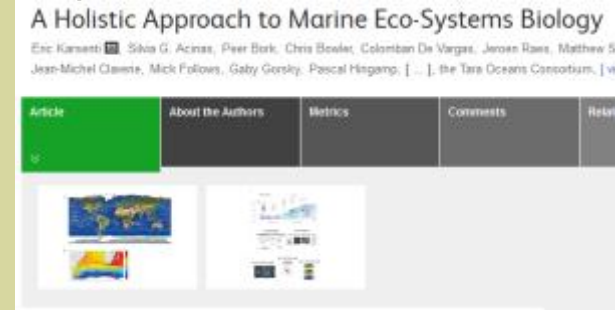 A Holistic Approach to Marine Eco-Systems Biology
Eric Karsenti, Silvia G. Acinas, Peer Bork, Chris Bowler, Colomban De Vargas, Jeroen Raes, Matthew
Jean-Michel Claverie, Mick Follows, Gaby Gorsky, Pascal Hingamp, [ ... ], the Tara Oceans Consortium, [
Article
About the Authors
Metrics
Comments